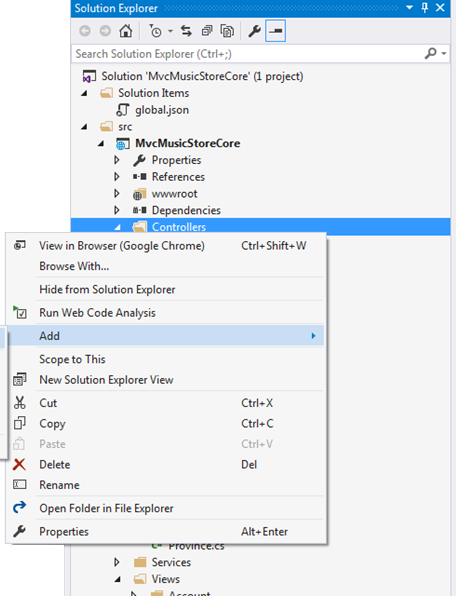 Solution Explorer
Search Solution Explorer (Ctrl+;)
Solution 'MvcMusicStoreCore' (1 project)
Solution Items
global.json
src
MvcMusicStoreCore
Properties
References
wwwroot
Dependencies
Controllers
View in Browser (Google Chrome) Ctrl+Shift+W
Browse With...
Hide from Solution Explorer
Run Web Code Analysis
Add
Scope to This
New Solution Explorer View
Cut Ctrl+X
Copy Ctrl+C
Paste Ctrl+V
Delete Del
Rename
Open Folder in File Explorer
Properties Alt+Enter
Province.cs
Services
Views
Account